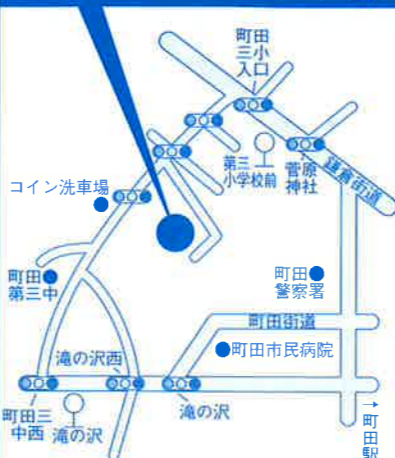 町田
三小
入口
第三
小学校前
菅原
神社
鎌倉街道
コイン洗車場
町田
第三中
町田
警察署
町田街道
町田市民病院
滝の沢西
滝の沢
町田三
中西
滝の沢
↑町田駅